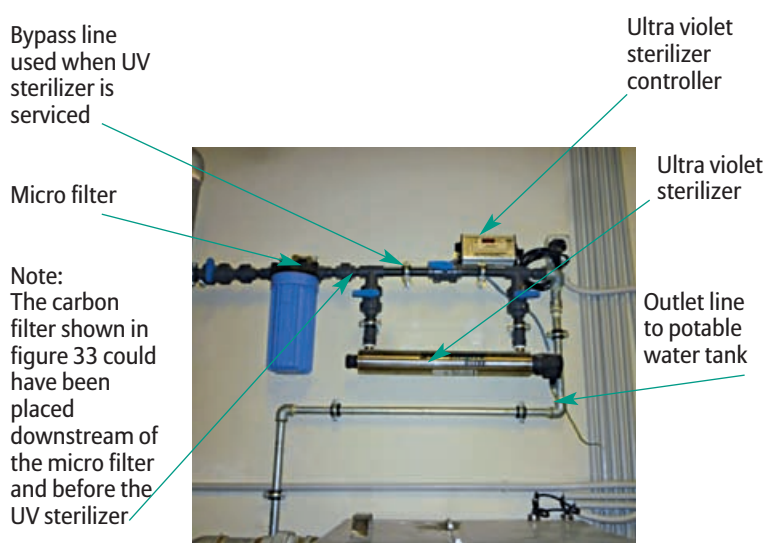 Bypass line
used when UV
sterilizer is
serviced
Micro filter
Note:
The carbon
filter shown in
figure 33 could
have been
placed
downstream of
the micro filter
and before the
UV sterilizer
Ultra violet
sterilizer
controller
Ultra violet
sterilizer
Outlet line
to potable
water tank